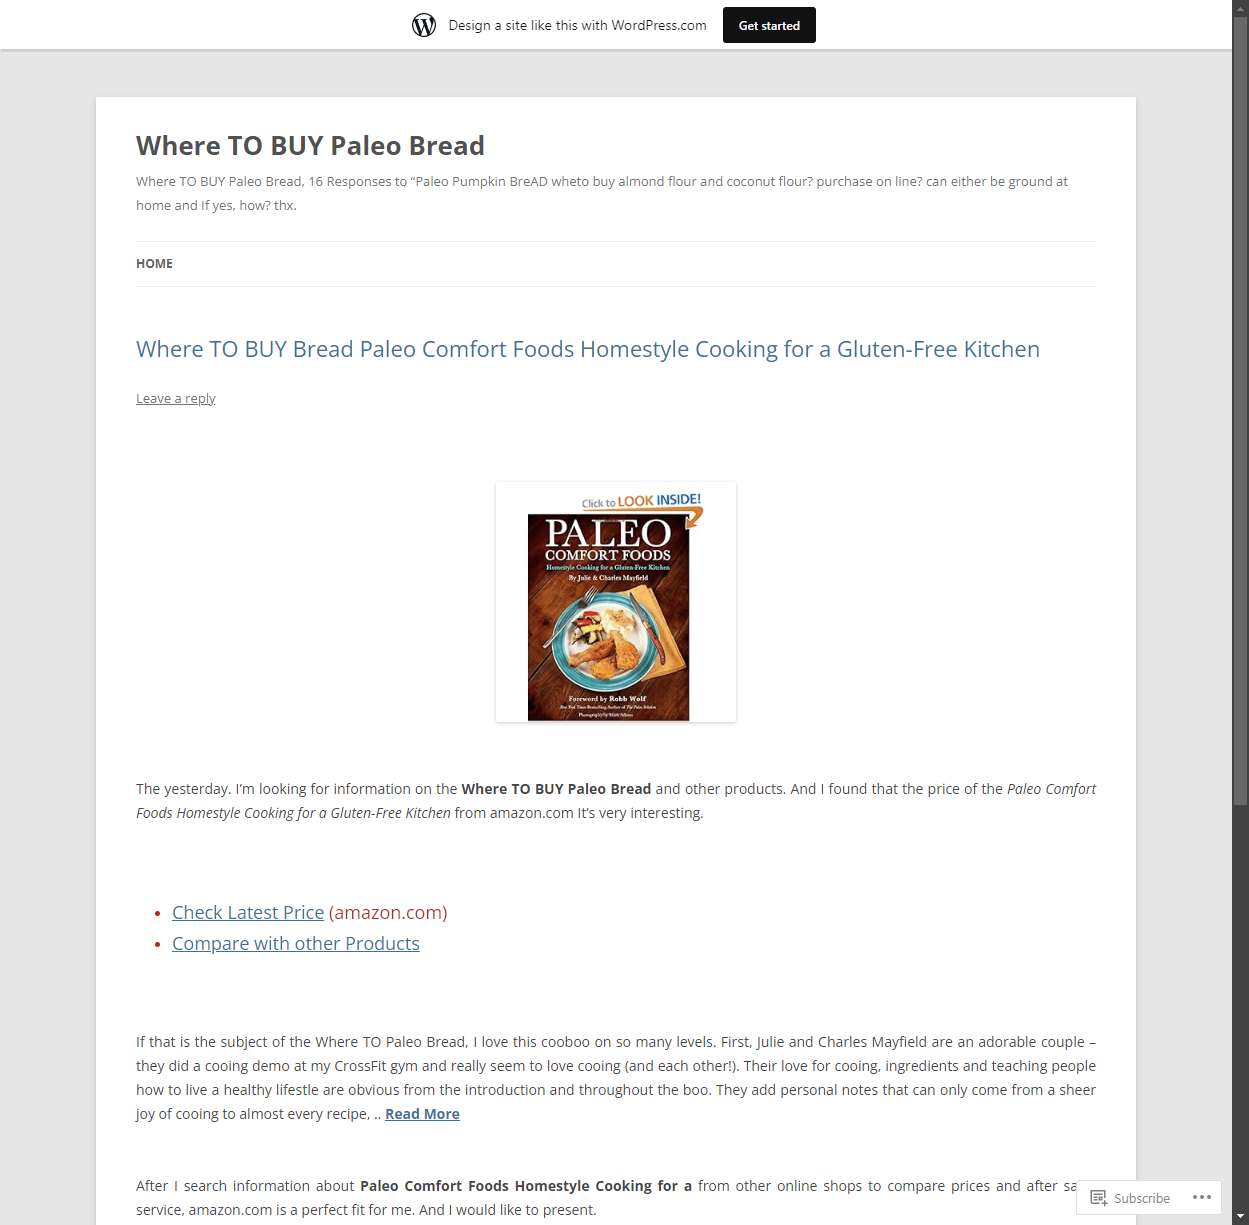 Design a site like this with WordPress.com
Get started
Where TO BUY Paleo Bread
Where TO BUY Paleo Bread, 16 Responses to “Paleo Pumpkin BreAD wheto buy almond flour and coconut flour? purchase on line? can either be ground at
home and If yes, how? thx.
HOME
Where TO BUY Bread Paleo Comfort Foods Homestyle Cooking for a Gluten-Free Kitchen
Leave a reply
Click to LOOK INSIDE!
PALEO
COMFORT FOODS
Homestyle Cooking for a Gluten-Free Kitchen
By Julie & Charles Mayfield
Foreword by Robb Wolf
New York Times Bestselling Author of The Paleo Solution
Photography by Mark Adams
The yesterday. I’m looking for information on the Where TO BUY Paleo Bread and other products. And I found that the price of the Paleo Comfort
Foods Homestyle Cooking for a Gluten-Free Kitchen from amazon.com It’s very interesting.
• Check Latest Price (amazon.com)
• Compare with other Products
If that is the subject of the Where TO Paleo Bread, I love this cooboo on so many levels. First, Julie and Charles Mayfield are an adorable couple –
they did a cooing demo at my CrossFit gym and really seem to love cooing (and each other!). Their love for cooing, ingredients and teaching people
how to live a healthy lifestle are obvious from the introduction and throughout the boo. They add personal notes that can only come from a sheer
joy of cooing to almost every recipe, .. Read More
After I search information about Paleo Comfort Foods Homestyle Cooking for a from other online shops to compare prices and after sa
service, amazon.com is a perfect fit for me. And I would like to present.
Subscribe